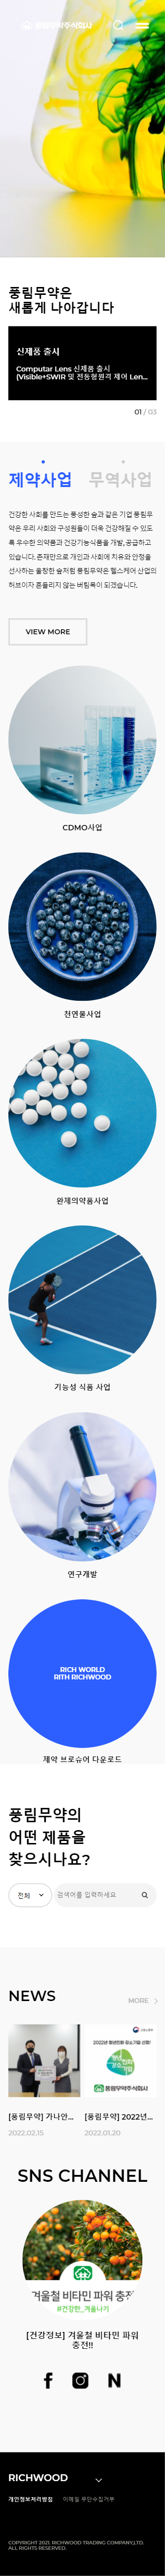 풍림무약주식회사
풍림무약은
새롭게 나아갑니다
신제품 출시
Computar Lens 신제품 출시
(Visible+SWIR 및 전동형원격 제어 Len...
01 / 03
제약사업 무역사업
건강한 사회를 만드는 풍성한 숲과 같은 기업 풍림무
약은 우리 사회와 구성원들이 더욱 건강해질 수 있도
록 우수한 의약품과 건강기능식품을 개발, 공급하고
있습니다. 존재만으로 개인과 사회에 치유와 안정을
선사하는 울창한 숲처럼 풍림무약은 헬스케어 산업의
허브이자 흔들리지 않는 버팀목이 되겠습니다.
VIEW MORE
CDMO사업
천연물사업
완제의약품사업
기능성 식품 사업
연구개발
RICH WORLD
RITH RICHWOOD
제약 브로슈어 다운로드
풍림무약의
어떤 제품을
찾으시나요?
전체 검색어를 입력하세요
NEWS
MORE
2022년 청년친화 강소기업 선정!
풍림무약주식회사
[풍림무약] 가나안... [풍림무약] 2022년...
2022.02.15 2022.01.20
SNS CHANNEL
겨울철 비타민 파워 충전
#건강한_겨울나기
[건강정보] 겨울철 비타민 파워
충전!!
N
RICHWOOD
개인정보처리방침 이메일 무단수집거부
COPYRIGHT 2021. RICHWOOD TRADING COMPANY,LTD.
ALL RIGHTS RESERVED.